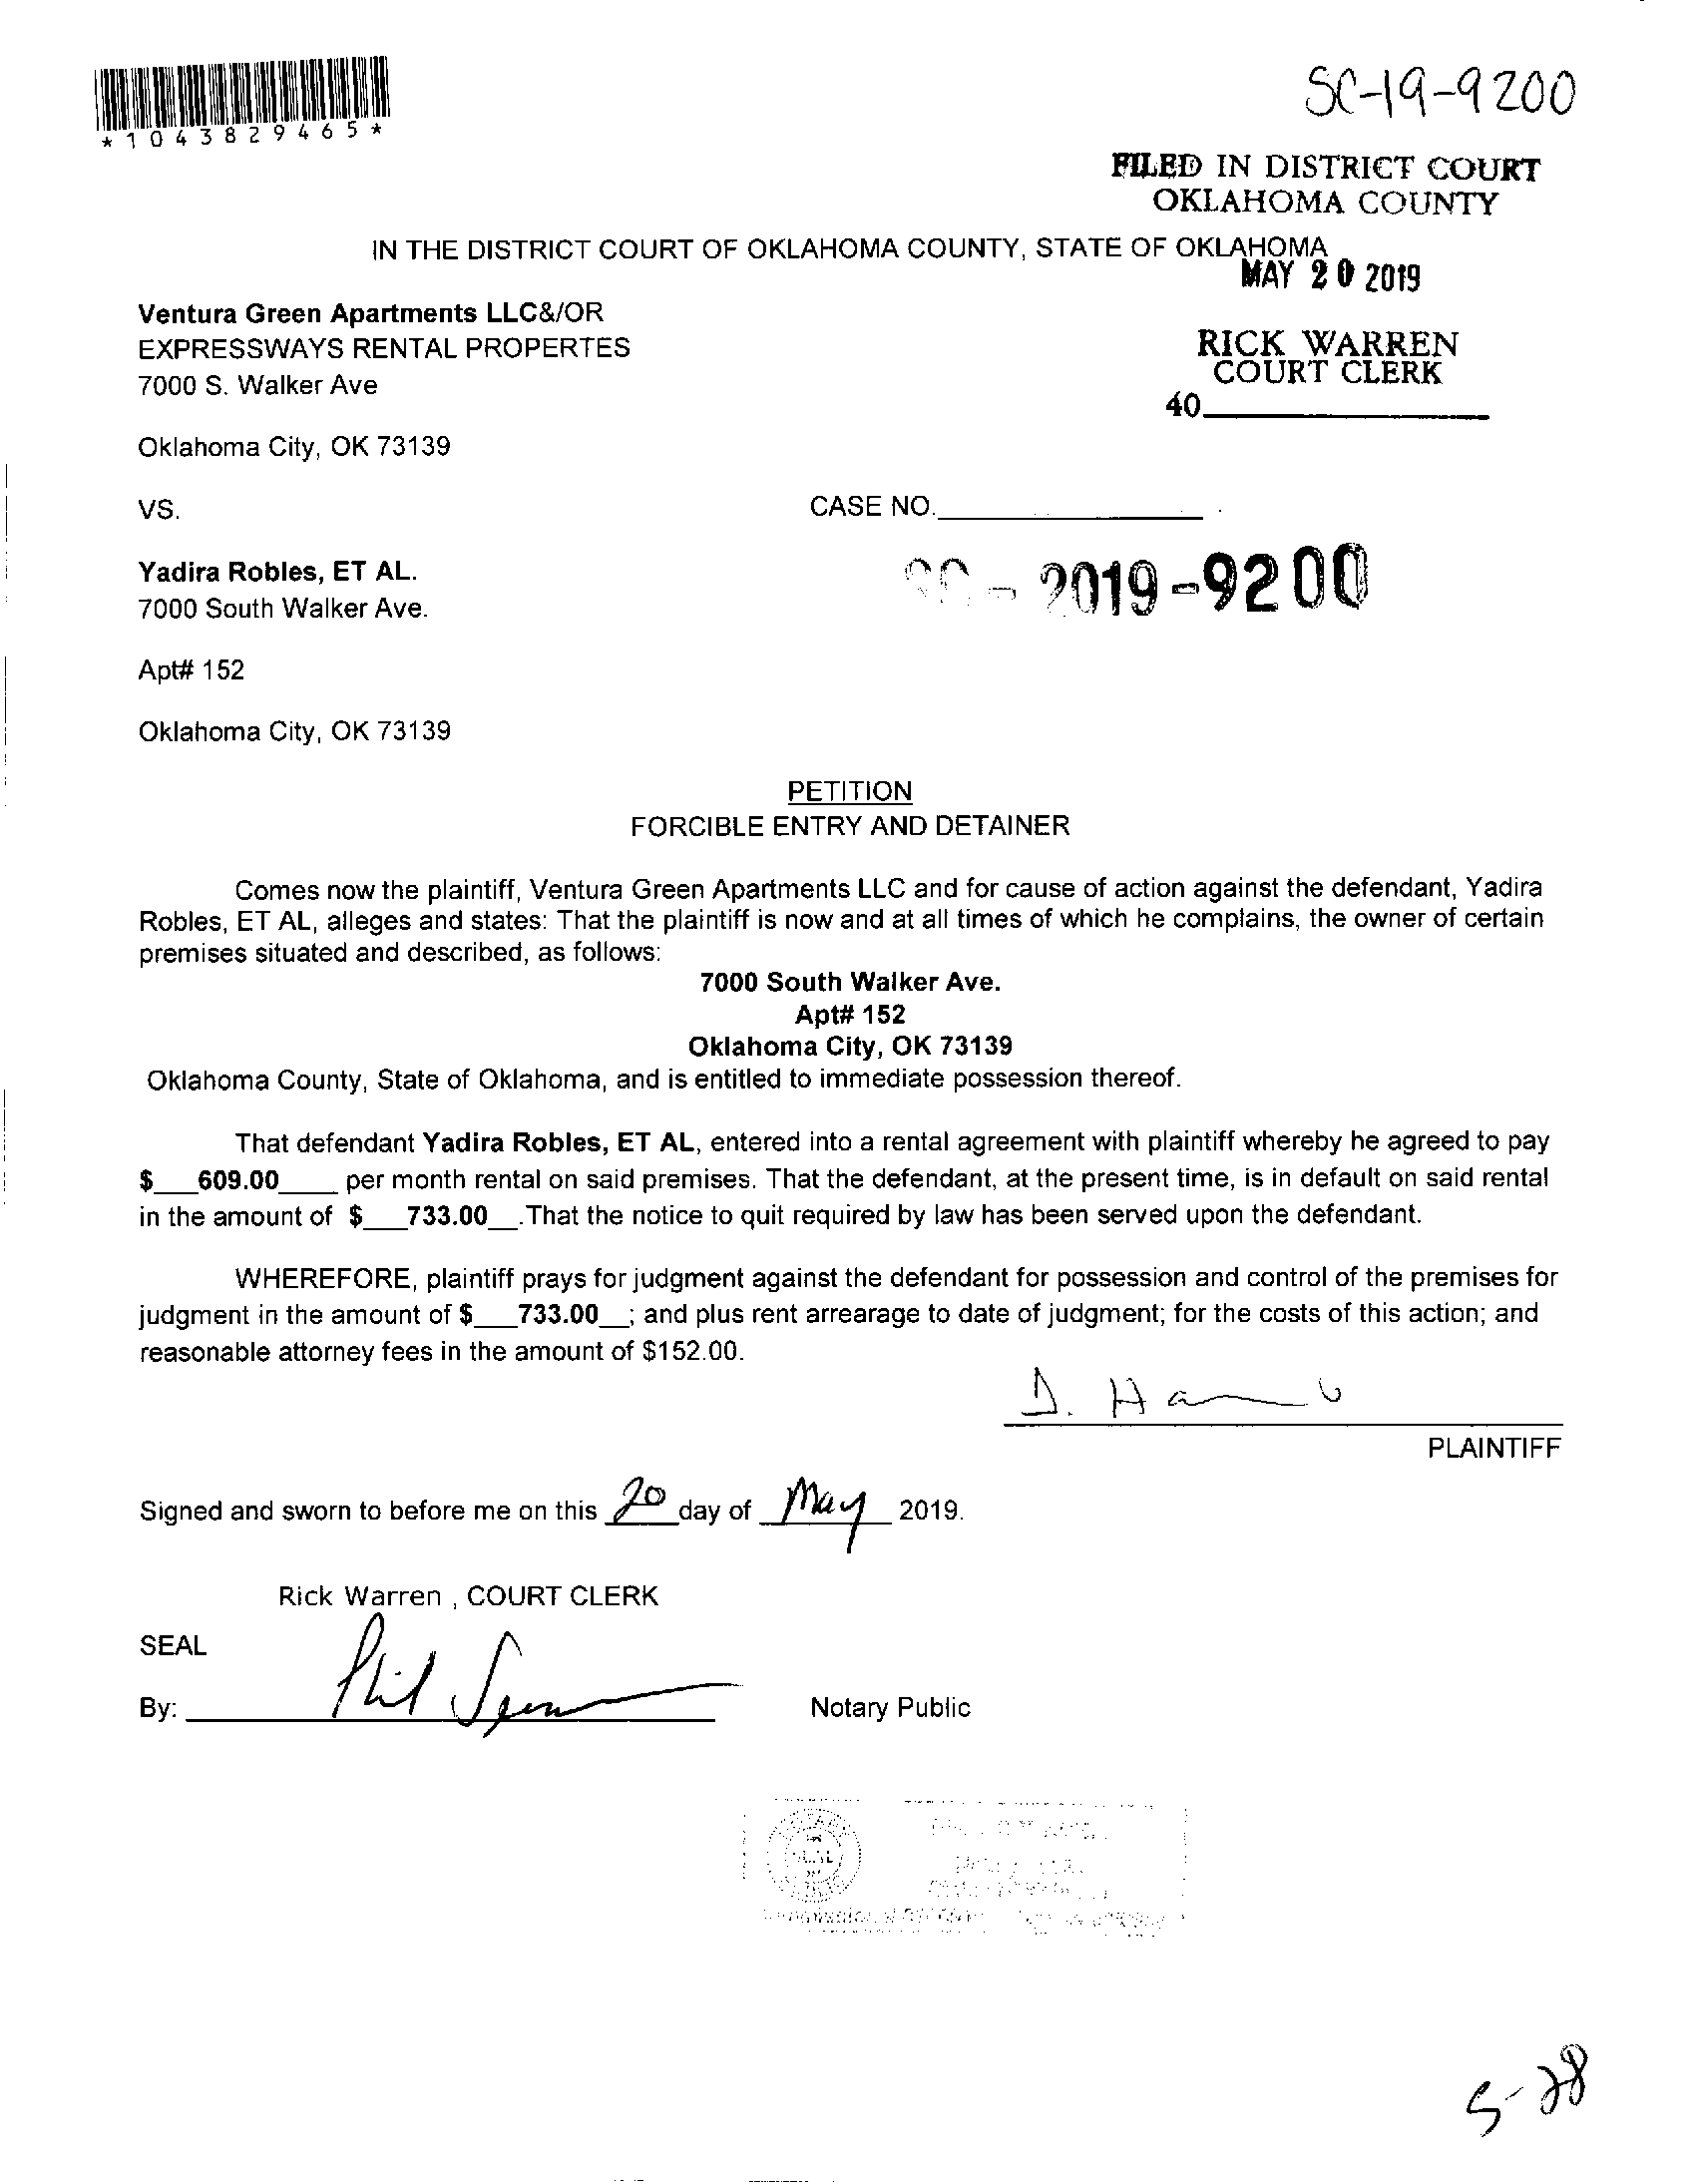 SC-19-9200
*1043829465*
FILED IN DISTRICT COURT
OKLAHOMA COUNTY
IN THE DISTRICT COURT OF OKLAHOMA COUNTY, STATE OF OKLAHOMA
MAY 20 2019
Ventura Green Apartments LLC&/OR
EXPRESSWAYS RENTAL PROPERTES
7000 S. Walker Ave
RICK WARREN
COURT CLERK
40
Oklahoma City, OK 73139
VS.
CASE NO.
Yadira Robles, ET AL.
SC - 2019-9200
7000 South Walker Ave.
Apt# 152
Oklahoma City, OK 73139
PETITION
FORCIBLE ENTRY AND DETAINER
Comes now the plaintiff, Ventura Green Apartments LLC and for cause of action against the defendant, Yadira
Robles, ET AL, alleges and states: That the plaintiff is now and at all times of which he complains, the owner of certain
premises situated and described, as follows:
7000 South Walker Ave.
Apt# 152
Oklahoma City, OK 73139
Oklahoma County, State of Oklahoma, and is entitled to immediate possession thereof.
That defendant Yadira Robles, ET AL, entered into a rental agreement with plaintiff whereby he agreed to pay
$___609.00____ per month rental on said premises. That the defendant, at the present time, is in default on said rental
in the amount of $___733.00__.That the notice to quit required by law has been served upon the defendant.
WHEREFORE, plaintiff prays for judgment against the defendant for possession and control of the premises for
judgment in the amount of $___733.00__; and plus rent arrearage to date of judgment; for the costs of this action; and
reasonable attorney fees in the amount of $152.00.
D.
PLAINTIFF
Signed and sworn to before me on this 20 day of May 2019.
Rick Warren , COURT CLERK
SEAL
Phil
By:
Notary Public
5-28